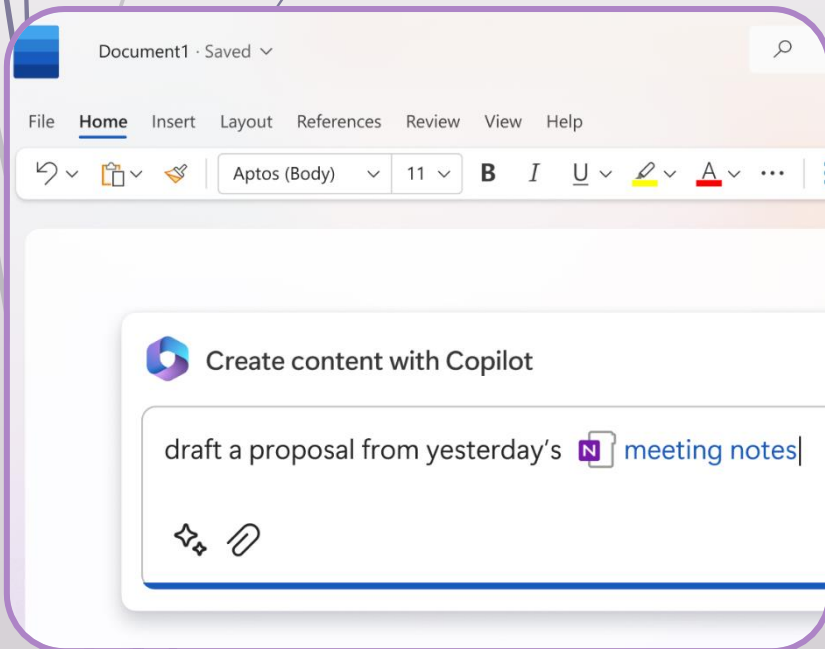 Document1 · Saved
File Home Insert Layout References Review View Help
Aptos (Body) 11 B I U A ...
Create content with Copilot
draft a proposal from yesterday's N meeting notes